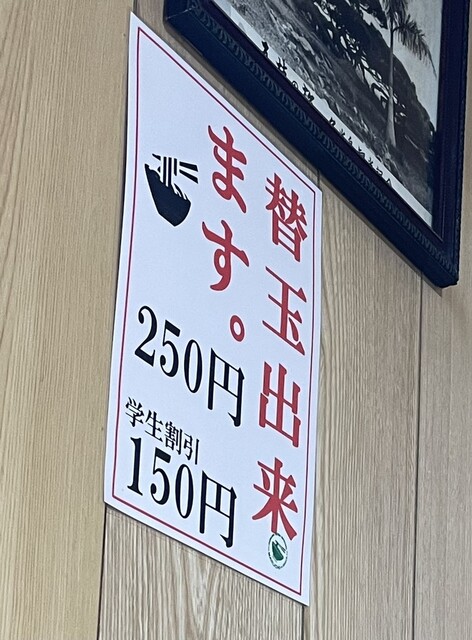 替玉出来
ます。
250円
学生割引
150円